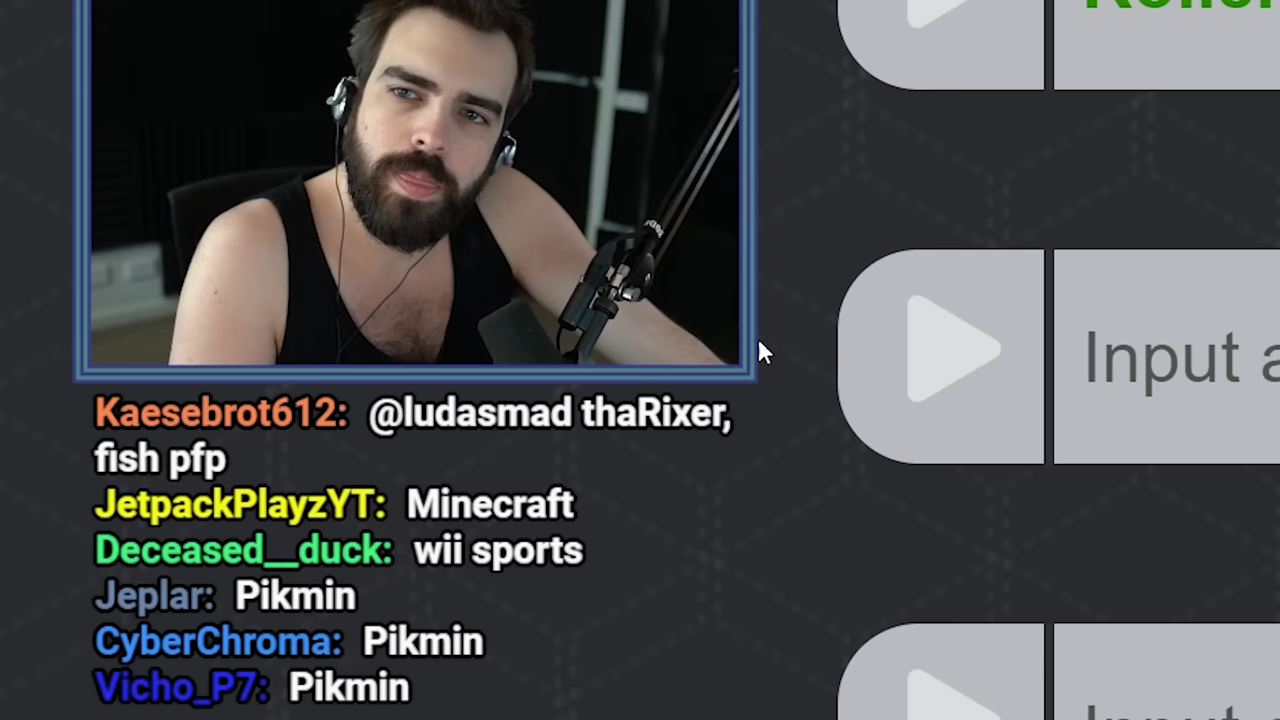 Kaesebrot612: @ludasmad thaRixer,
fish pfp
JetpackPlayzYT: Minecraft
Deceased__duck: wii sports
Jeplar: Pikmin
CyberChroma: Pikmin
Vicho_P7: Pikmin
Input a